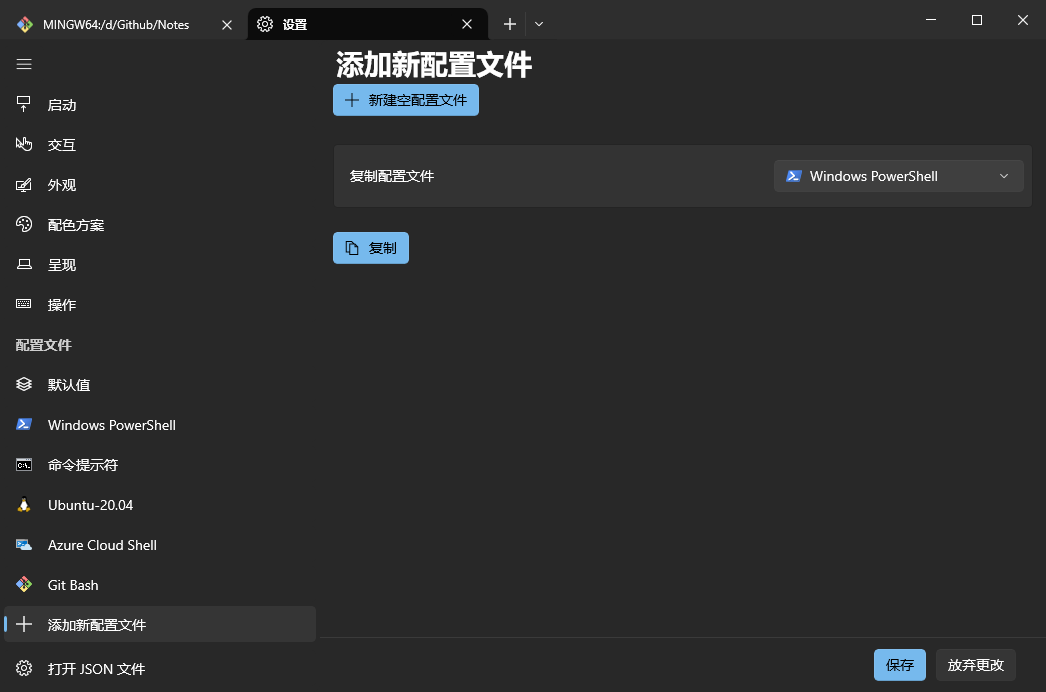 MINGW64:/d/Github/Notes
设置
添加新配置文件
新建空配置文件
启动
交互
复制配置文件
Windows PowerShell
外观
配色方案
复制
呈现
操作
配置文件
默认值
Windows PowerShell
命令提示符
Ubuntu-20.04
Azure Cloud Shell
Git Bash
添加新配置文件
打开 JSON 文件
保存
放弃更改